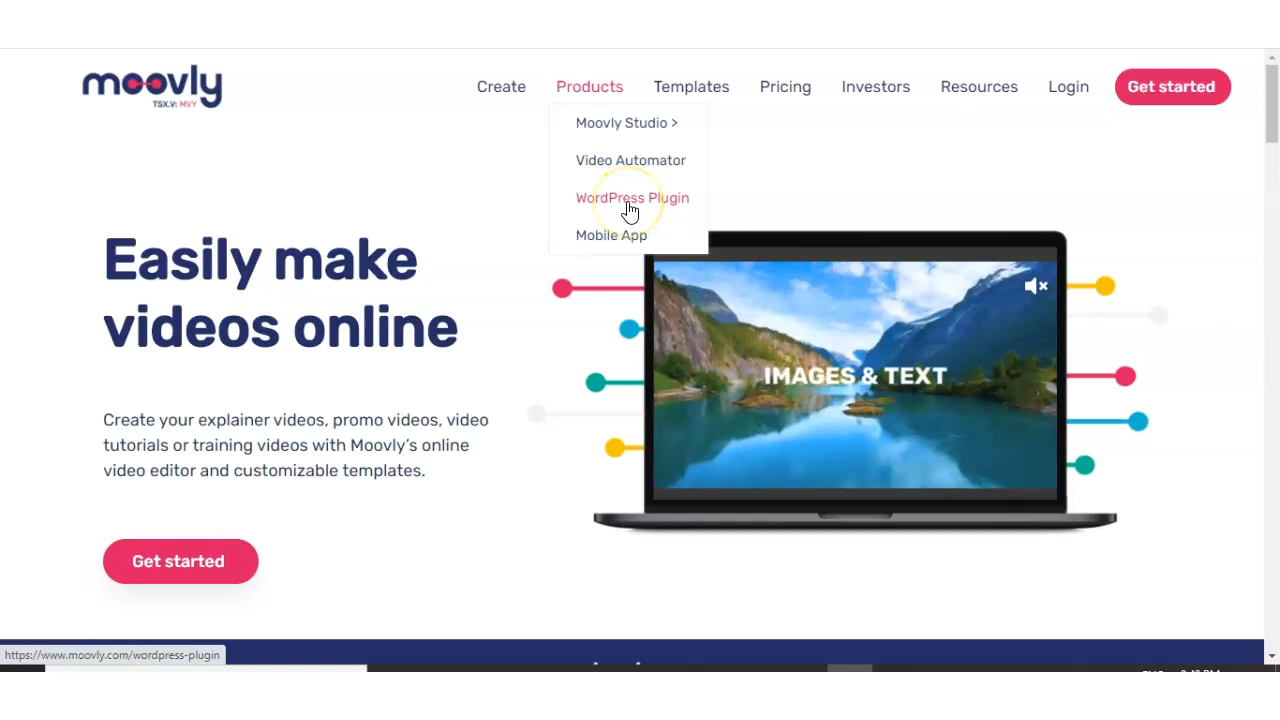 moovly
TSX.V: MVY
Create Products Templates Pricing Investors Resources Login Get started
Moovly Studio >
Video Automator
WordPress Plugin
Mobile App
Easily make
videos online
IMAGES & TEXT
Create your explainer videos, promo videos, video
tutorials or training videos with Moovly's online
video editor and customizable templates.
Get started
https://www.moovly.com/wordpress-plugin